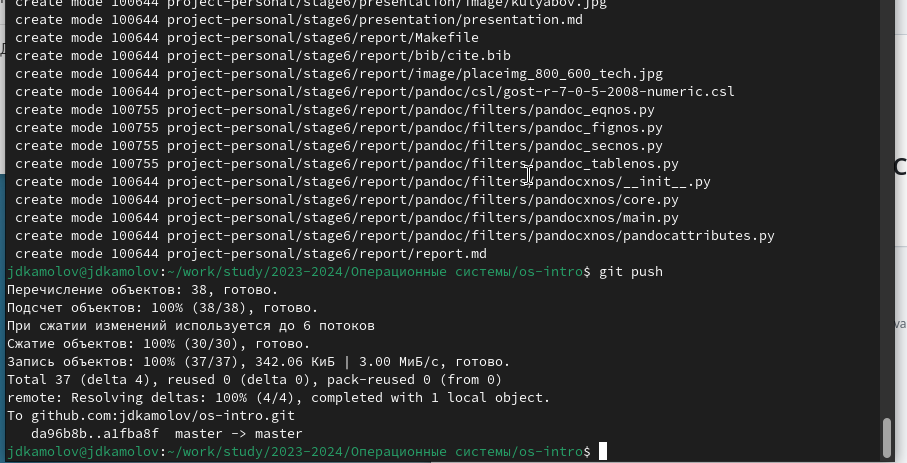 create mode 100644 project-personal/stage6/presentation/image/kulyabov.jpg
create mode 100644 project-personal/stage6/presentation/presentation.md
create mode 100644 project-personal/stage6/report/Makefile
create mode 100644 project-personal/stage6/report/bib/cite.bib
create mode 100644 project-personal/stage6/report/image/placeimg_800_600_tech.jpg
create mode 100644 project-personal/stage6/report/pandoc/csl/gost-r-7-0-5-2008-numeric.csl
create mode 100755 project-personal/stage6/report/pandoc/filters/pandoc_eqnos.py
create mode 100755 project-personal/stage6/report/pandoc/filters/pandoc_fignos.py
create mode 100755 project-personal/stage6/report/pandoc/filters/pandoc_secnos.py
create mode 100755 project-personal/stage6/report/pandoc/filters/pandoc_tablenos.py
create mode 100644 project-personal/stage6/report/pandoc/filters/pandocxnos/__init__.py
create mode 100644 project-personal/stage6/report/pandoc/filters/pandocxnos/core.py
create mode 100644 project-personal/stage6/report/pandoc/filters/pandocxnos/main.py
create mode 100644 project-personal/stage6/report/pandoc/filters/pandocxnos/pandocattributes.py
create mode 100644 project-personal/stage6/report/report.md
jdkamolov@jdkamolov:~/work/study/2023-2024/Операционные системы/os-intro$ git push
Перечисление объектов: 38, готово.
Подсчет объектов: 100% (38/38), готово.
При сжатии изменений используется до 6 потоков
Сжатие объектов: 100% (30/30), готово.
Запись объектов: 100% (37/37), 342.06 КиБ | 3.00 МиБ/с, готово.
Total 37 (delta 4), reused 0 (delta 0), pack-reused 0 (from 0)
remote: Resolving deltas: 100% (4/4), completed with 1 local object.
To github.com:jdkamolov/os-intro.git
da96b8b..a1fba8f master -> master
jdkamolov@jdkamolov:~/work/study/2023-2024/Операционные системы/os-intro$